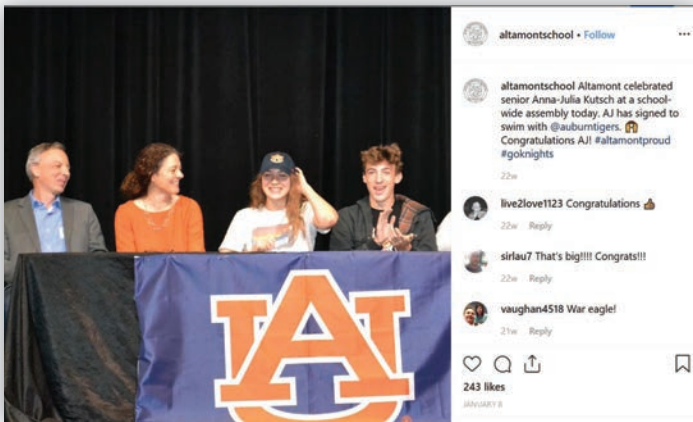 altamontschool • Follow
...
altamontschool Altamont celebrated
senior Anna-Julia Kutsch at a school-
wide assembly today. AJ has signed to
swim with @auburntigers.
Congratulations AJ! #altamontproud
#goknights
22w
live2love1123 Congratulations 👍
22w Reply
sirlau7 That's big!!!! Congrats!!!
22w Reply
vaughan4518 War eagle!
21w Reply
243 likes
JANUARY 8
AU